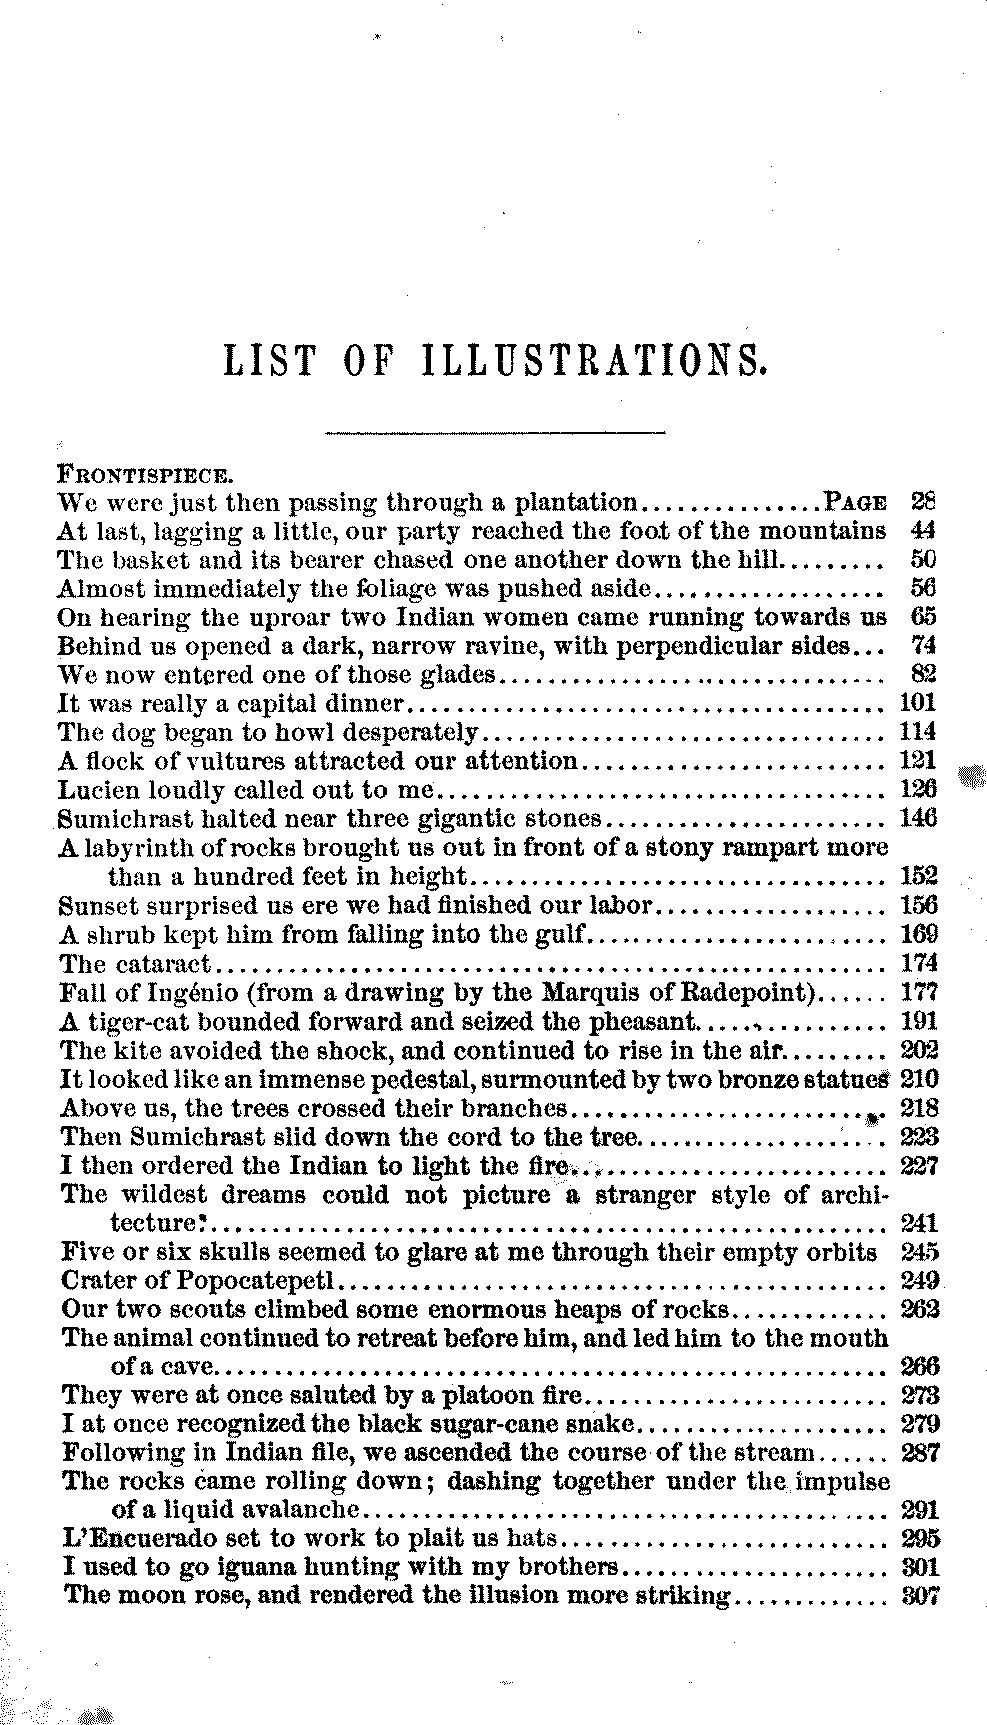 LIST OF ILLUSTRATIONS.
FRONTISPIECE.
We were just then passing through a plantation...............PAGE 28
At last, lagging a little, our party reached the foot of the mountains 44
The basket and its bearer chased one another down the hill......... 50
Almost immediately the foliage was pushed aside................... 56
On hearing the uproar two Indian women came running towards us 65
Behind us opened a dark, narrow ravine, with perpendicular sides... 74
We now entered one of those glades................................ 82
It was really a capital dinner....................................... 101
The dog began to howl desperately................................. 114
A flock of vultures attracted our attention......................... 121
Lucien loudly called out to me..................................... 126
Sumichrast halted near three gigantic stones....................... 146
A labyrinth of rocks brought us out in front of a stony rampart more
than a hundred feet in height.................................. 152
Sunset surprised us ere we had finished our labor................... 156
A shrub kept him from falling into the gulf......................... 169
The cataract....................................................... 174
Fall of Ingénio (from a drawing by the Marquis of Radepoint)...... 177
A tiger-cat bounded forward and seized the pheasant............... 191
The kite avoided the shock, and continued to rise in the air......... 202
It looked like an immense pedestal, surmounted by two bronze statues 210
Above us, the trees crossed their branches.......................... 218
Then Sumichrast slid down the cord to the tree.................... 223
I then ordered the Indian to light the fire.......................... 227
The wildest dreams could not picture a stranger style of archi-
tecture?....................................................... 241
Five or six skulls seemed to glare at me through their empty orbits 245
Crater of Popocatepetl............................................. 249
Our two scouts climbed some enormous heaps of rocks............. 262
The animal continued to retreat before him, and led him to the mouth
of a cave....................................................... 266
They were at once saluted by a platoon fire......................... 273
I at once recognized the black sugar-cane snake..................... 279
Following in Indian file, we ascended the course of the stream...... 287
The rocks came rolling down; dashing together under the impulse
of a liquid avalanche........................................... 291
L'Encuerado set to work to plait us hats........................... 295
I used to go iguana hunting with my brothers...................... 301
The moon rose, and rendered the illusion more striking............. 307